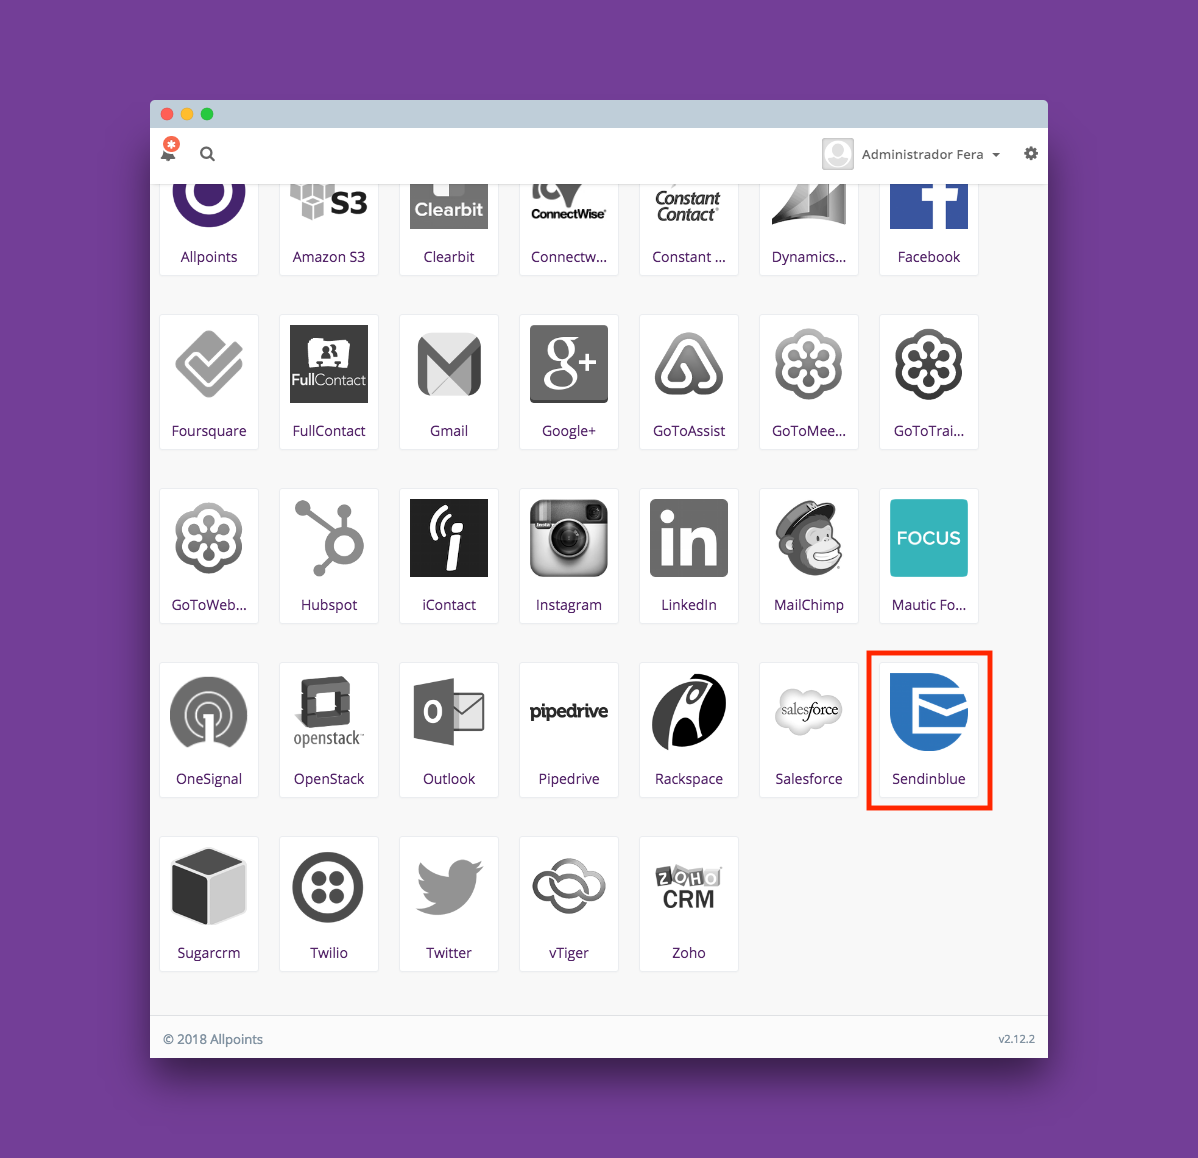 Administrador Fera
S3
Clearbit
ConnectWise
Constant
Contact
Allpoints
Amazon S3
Clearbit
Connectw...
Constant ...
Dynamics...
Facebook
FullContact
g+
Foursquare
FullContact
Gmail
Google+
GoToAssist
GoToMee...
GoToTrai...
i
in
FOCUS
GoToWeb...
Hubspot
iContact
Instagram
LinkedIn
MailChimp
Mautic Fo...
openstack
O
pipedrive
salesforce
OneSignal
OpenStack
Outlook
Pipedrive
Rackspace
Salesforce
Sendinblue
ZOHO
CRM
Sugarcrm
Twilio
Twitter
vTiger
Zoho
© 2018 Allpoints
v2.12.2